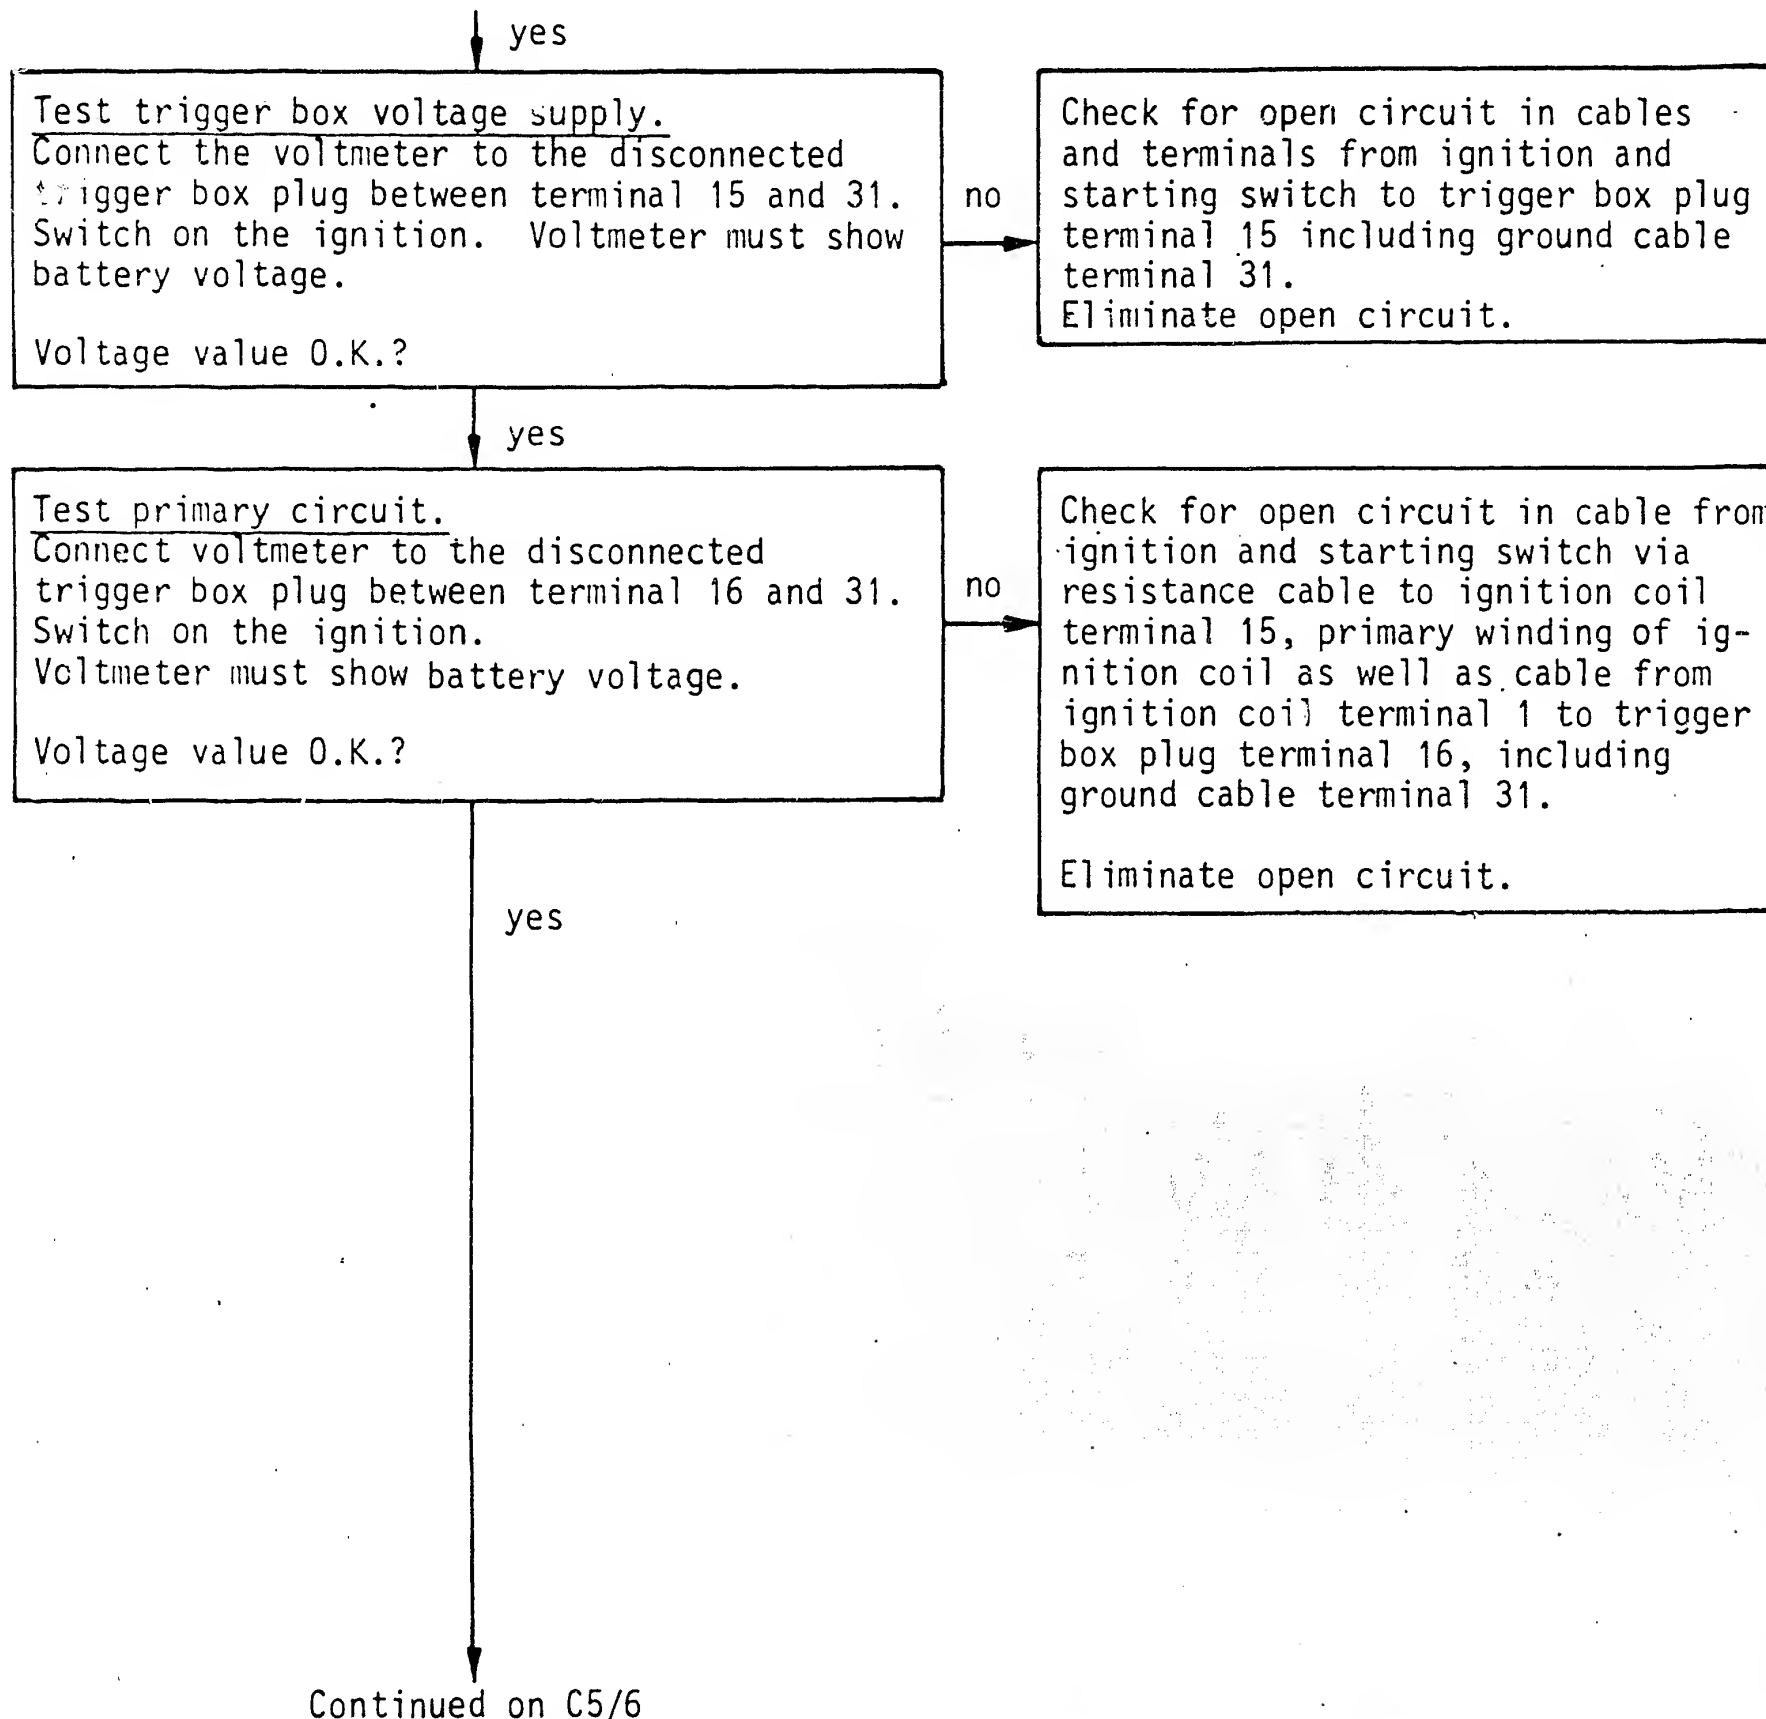 yes
Test trigger box voltage supply.
Connect the voltmeter to the disconnected
trigger box plug between terminal 15 and 31.
Switch on the ignition. Voltmeter must show
battery voltage.
Voltage value O.K.?
no
Check for open circuit in cables
and terminals from ignition and
starting switch to trigger box plug
terminal 15 including ground cable
terminal 31.
Eliminate open circuit.
yes
Test primary circuit.
Connect voltmeter to the disconnected
trigger box plug between terminal 16 and 31.
Switch on the ignition.
Voltmeter must show battery voltage.
Voltage value O.K.?
no
Check for open circuit in cable from
ignition and starting switch via
resistance cable to ignition coil
terminal 15, primary winding of ig-
nition coil as well as cable from
ignition coil terminal 1 to trigger
box plug terminal 16, including
ground cable terminal 31.
Eliminate open circuit.
yes
Continued on C5/6